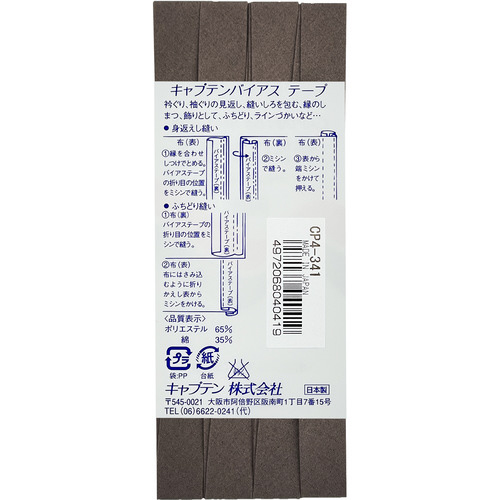 キャプテンバイアス テープ
衿ぐり、袖ぐりの見返し、縫いしろを包む、縁のし
まつ、飾りとして、ふちどり、ラインづかいなど…
● 身返えし縫い
布(表)
①縁を合わせ
しつけでとめる。
バイアステープ
の折り目の位置
をミシンで縫う。
バイアステープ(裏)
布(裏)
②ミシン
で縫う。
バイアステープ(表)
布(表)
③表から
端ミシン
をかけて
押える。
● ふちどり縫い
①布(裏)
バイアステープの
折り目の位置をミ
シンで縫う。
バイアステープ(裏)
②布(表)
布にはさみ込
むように折り
かえし表から
ミシンをかける。
バイアステープ(表)
CP4-341
MADE IN JAPAN
4972068040419
〈品質表示〉
ポリエステル 65%
綿 35%
プラ
袋:PP
紙
台紙
キャプテン 株式会社
日本製
〒545-0021 大阪市阿倍野区阪南町1丁目7番15号
TEL(06)6622-0241(代)